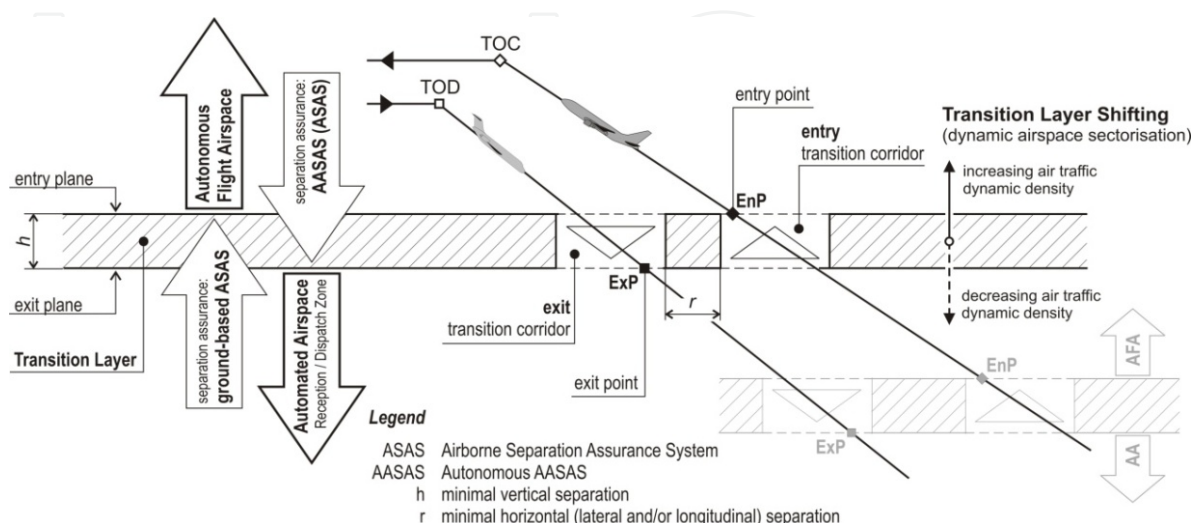 TOC
TOD
entry plane
h
exit plane
Transition Layer
Autonomous
Flight Airspace
separation assurance:
AASAS (ASAS)
separation assurance:
ground-based ASAS
Automated Airspace
Reception / Dispatch Zone
entry point
entry
transition corridor
EnP
ExP
exit
transition corridor
r
exit point
Transition Layer Shifting
(dynamic airspace sectorisation)
increasing air traffic
dynamic density
decreasing air traffic
dynamic density
AFA
EnP
ExP
AA
Legend
ASAS Airborne Separation Assurance System
AASAS Autonomous AASAS
h minimal vertical separation
r minimal horizontal (lateral and/or longitudinal) separation